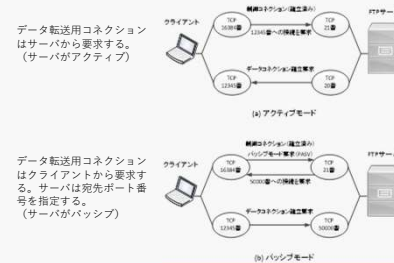 データ転送用コネクション
はサーバから要求する。
（サーバがアクティブ）
制御コネクション(確立済み)
クライアント
FTPサー
TCP
16384番
TCP
21番
12345番への接続を要求
データコネクション確立要求
TCP
12345番
TCP
20番
(a) アクティブモード
データ転送用コネクション
はクライアントから要求す
る。サーバは宛先ポート番
号を指定する。
（サーバがパッシブ）
制御コネクション(確立済み)
パッシブモード要求(PASV)
クライアント
FTPサー
TCP
16384番
TCP
21番
50000番への接続を要求
データコネクション確立要求
TCP
12345番
TCP
50000番
(b) パッシブモード